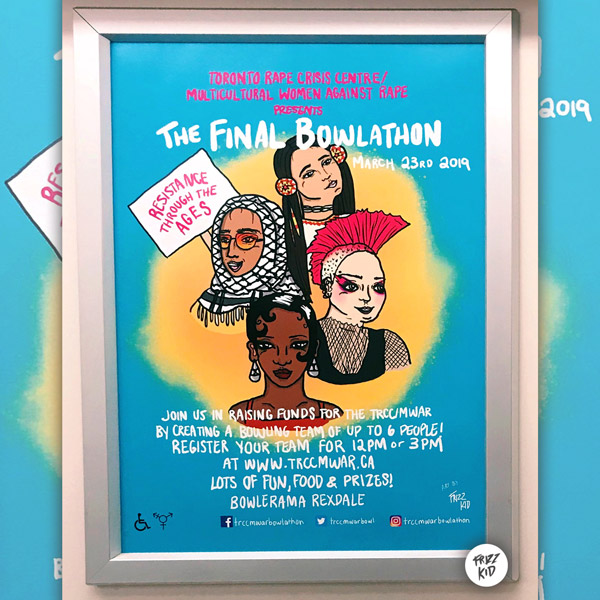 TORONTO RAPE CRISIS CENTRE/
MULTICULTURAL WOMEN AGAINST RAPE
PRESENTS
THE FINAL BOWLATHON
MARCH 23RD 2019
2019
RESISTANCE
THROUGH THE
AGES
JOIN US IN RAISING FUNDS FOR THE TRCC/MWAR
BY CREATING A BOWLING TEAM OF UP TO 6 PEOPLE!
REGISTER YOUR TEAM FOR 12PM or 3PM
AT WWW.TRCCMWAR.CA
LOTS OF FUN, FOOD & PRIZES!
BOWLERAMA REXDALE
trccmwarbowlathon
trccmwarbowl
trccmwarbowlathon
FRIZZ
KID
FRIZZ
KID